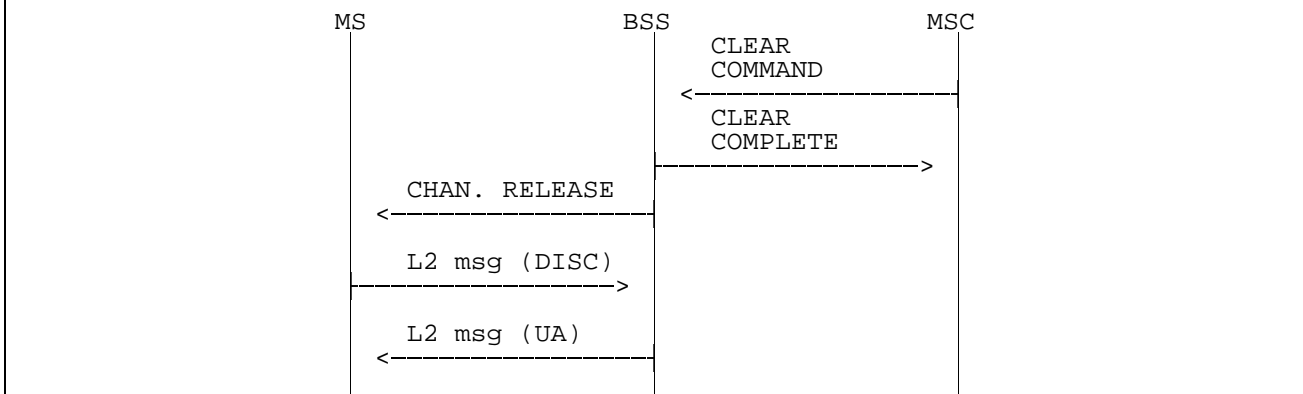 MS BSS MSC
CLEAR
COMMAND
CLEAR
COMPLETE
CHAN. RELEASE
L2 msg (DISC)
L2 msg (UA)